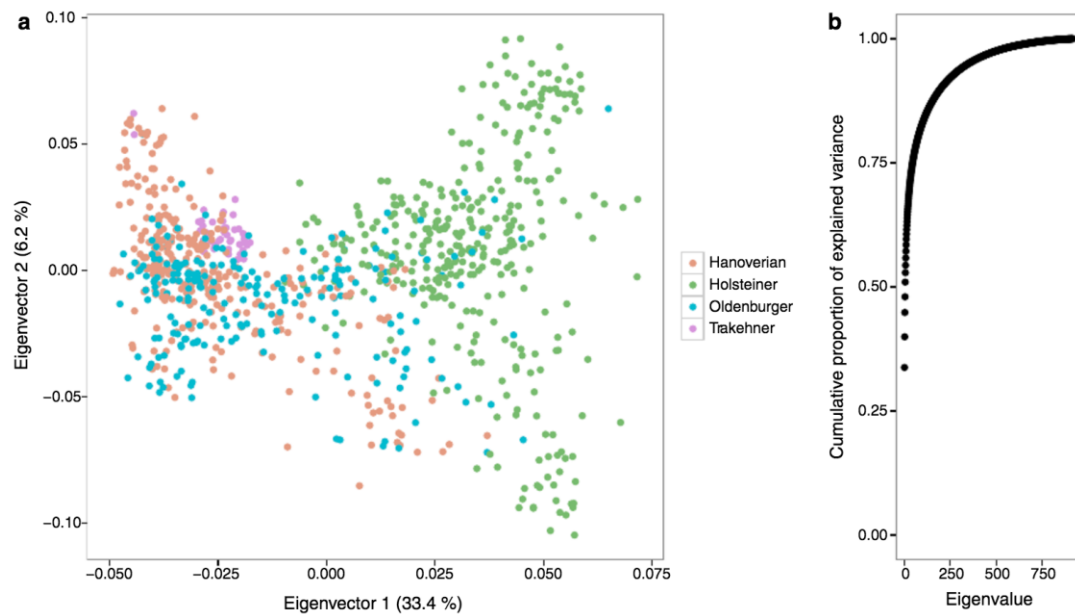 a
0.10
0.05
0.00
−0.05
−0.10
Eigenvector 2 (6.2 %)
−0.050
−0.025
0.000
0.025
0.050
0.075
Eigenvector 1 (33.4 %)
Hanoverian
Holsteiner
Oldenburger
Trakehner
b
1.00
0.75
0.50
0.25
0.00
Cumulative proportion of explained variance
0
250
500
750
Eigenvalue